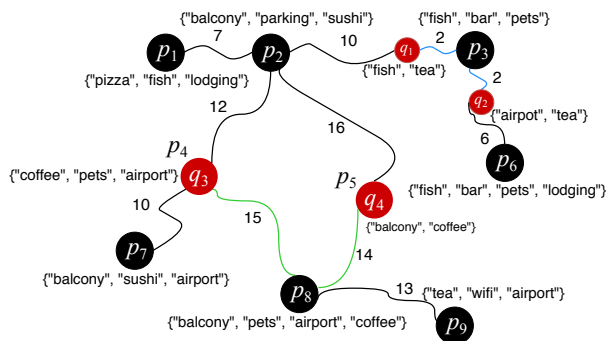 {"balcony", "parking", "sushi"}
{"fish", "bar", "pets"}
p1
7
p2
10
q1
2
p3
{"pizza", "fish", "lodging"}
{"fish", "tea"}
2
q2
{"airpot", "tea"}
12
16
6
p4
p6
{"coffee", "pets", "airport"}
q3
p5
q4
{"fish", "bar", "pets", "lodging"}
10
15
{"balcony", "coffee"}
p7
14
{"balcony", "sushi", "airport"}
p8
13
{"tea", "wifi", "airport"}
{"balcony", "pets", "airport", "coffee"}
p9